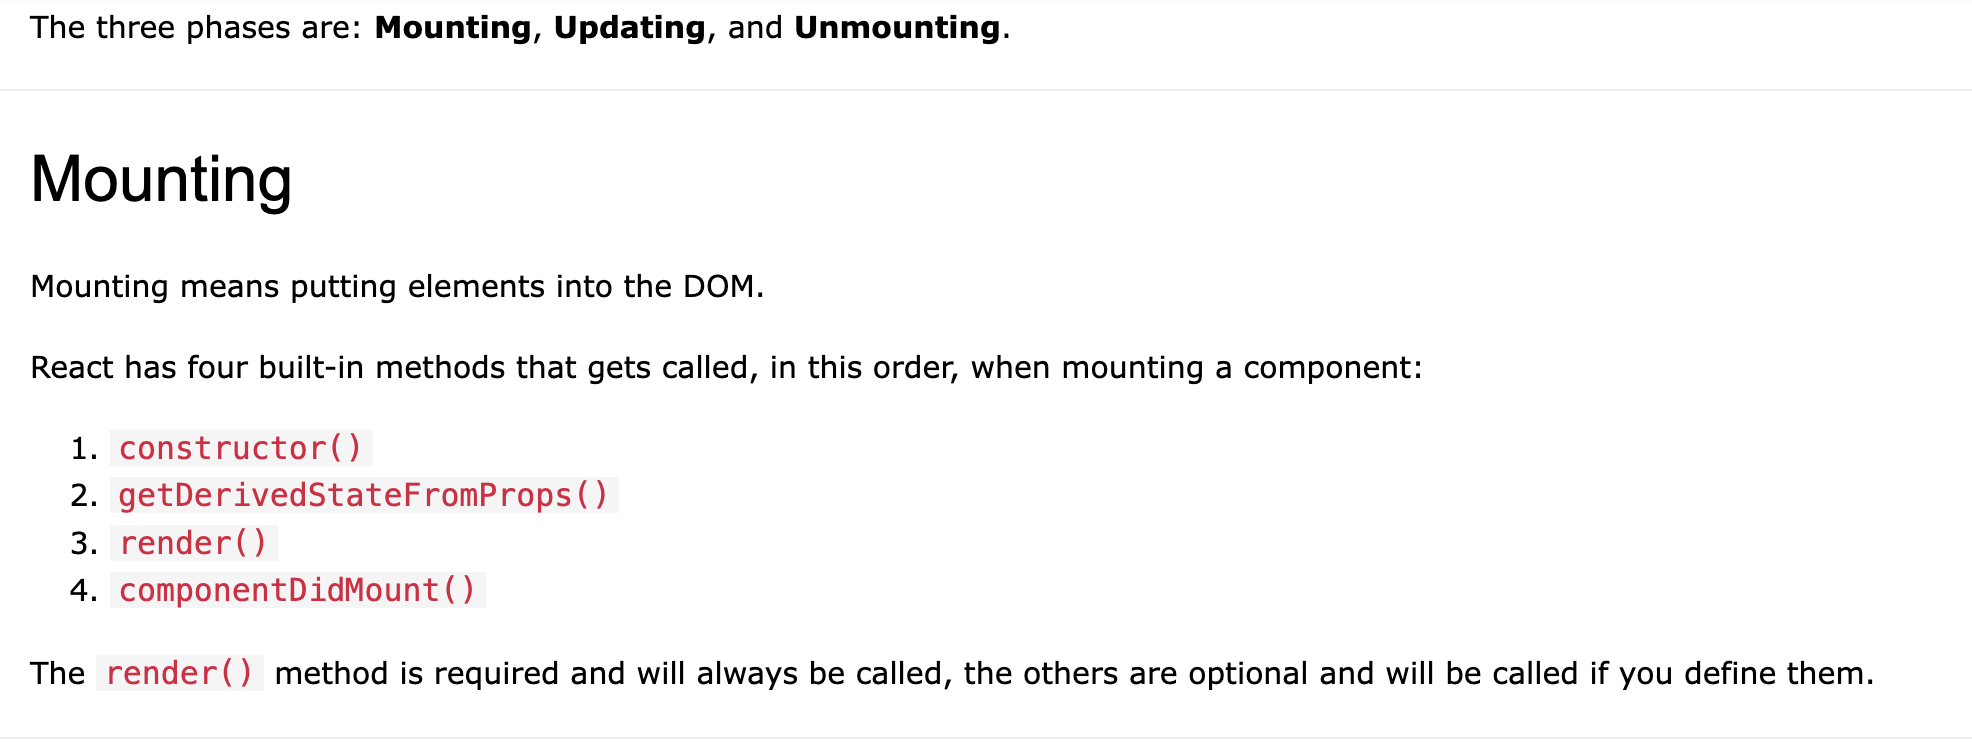 The three phases are: Mounting, Updating, and Unmounting.
Mounting
Mounting means putting elements into the DOM.
React has four built-in methods that gets called, in this order, when mounting a component:
1. constructor()
2. getDerivedStateFromProps()
3. render()
4. componentDidMount()
The render() method is required and will always be called, the others are optional and will be called if you define them.